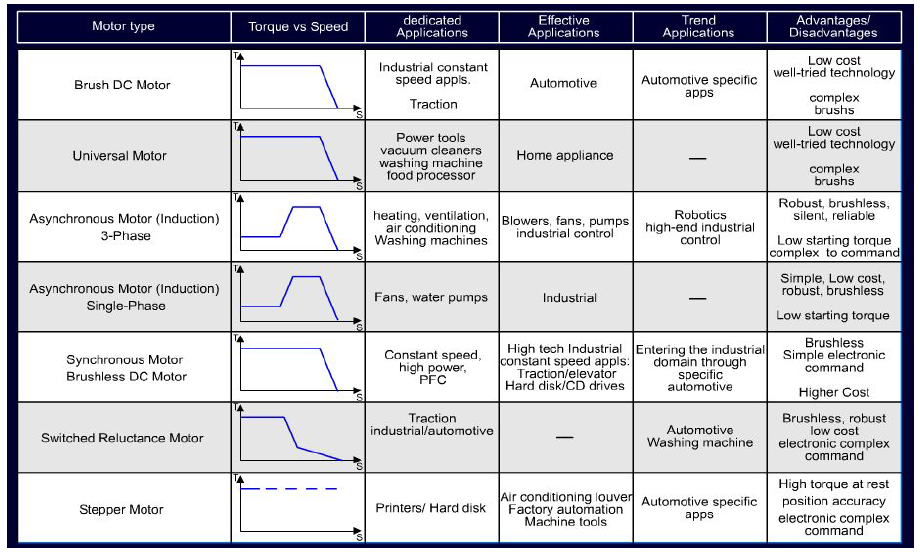 Motor type
Torque vs Speed
dedicated
Applications
Effective
Applications
Trend
Applications
Advantages/
Disadvantages
Brush DC Motor
T
S
Industrial constant
speed appls.
Traction
Automotive
Automotive specific
apps
Low cost
well-tried technology
complex
brushs
Universal Motor
T
S
Power tools
vacuum cleaners
washing machine
food processor
Home appliance
—
Low cost
well-tried technology
complex
brushs
Asynchronous Motor (Induction)
3-Phase
T
S
heating, ventilation,
air conditioning
Washing machines
Blowers, fans, pumps
industrial control
Robotics
high-end industrial
control
Robust, brushless,
silent, reliable
Low starting torque
complex to command
Asynchronous Motor (Induction)
Single-Phase
T
S
Fans, water pumps
Industrial
—
Simple, Low cost,
robust, brushless
Low starting torque
Synchronous Motor
Brushless DC Motor
T
S
Constant speed,
high power,
PFC
High tech Industrial
constant speed appls:
Traction/elevator
Hard disk/CD drives
Entering the industrial
domain through
specific
automotive
Brushless
Simple electronic
command
Higher Cost
Switched Reluctance Motor
T
S
Traction
industrial/automotive
—
Automotive
Washing machine
Brushless, robust
low cost
electronic complex
command
Stepper Motor
T
S
Printers/ Hard disk
Air conditioning louver
Factory automation
Machine tools
Automotive specific
apps
High torque at rest
position accuracy
electronic complex
command